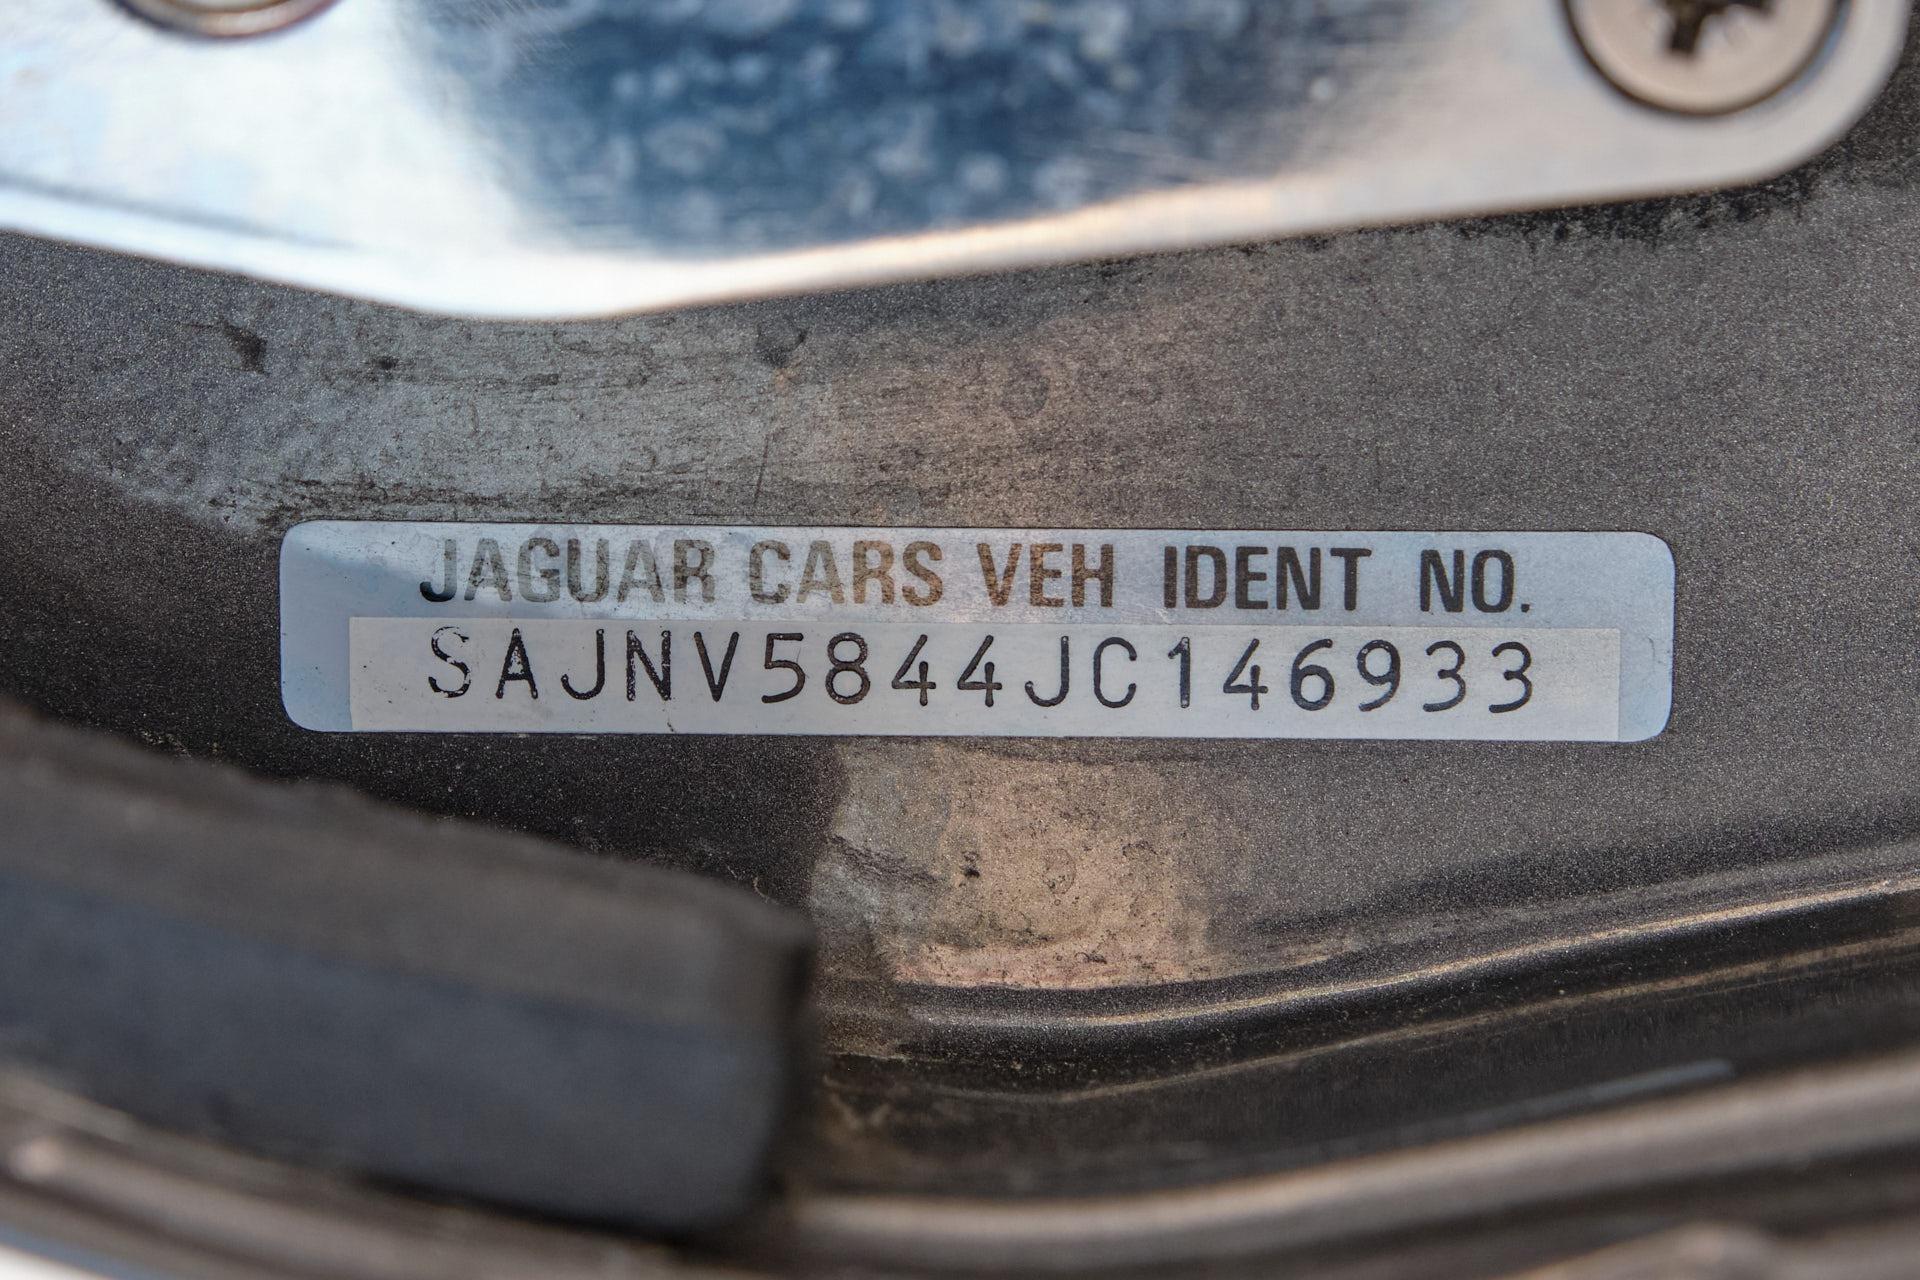 JAGUAR CARS VEH IDENT NO.
SAJNV5844JC146933